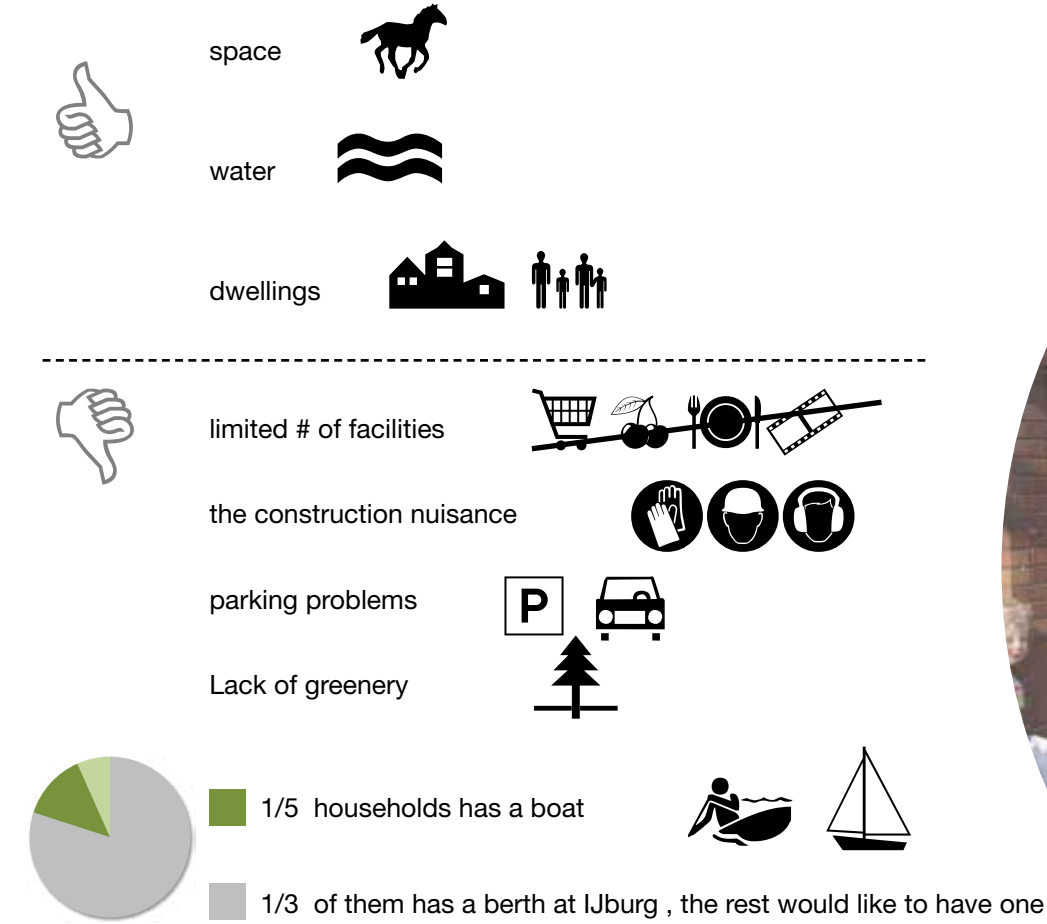 space
water
dwellings
limited # of facilities
the construction nuisance
parking problems
P
Lack of greenery
1/5 households has a boat
1/3 of them has a berth at IJburg , the rest would like to have one